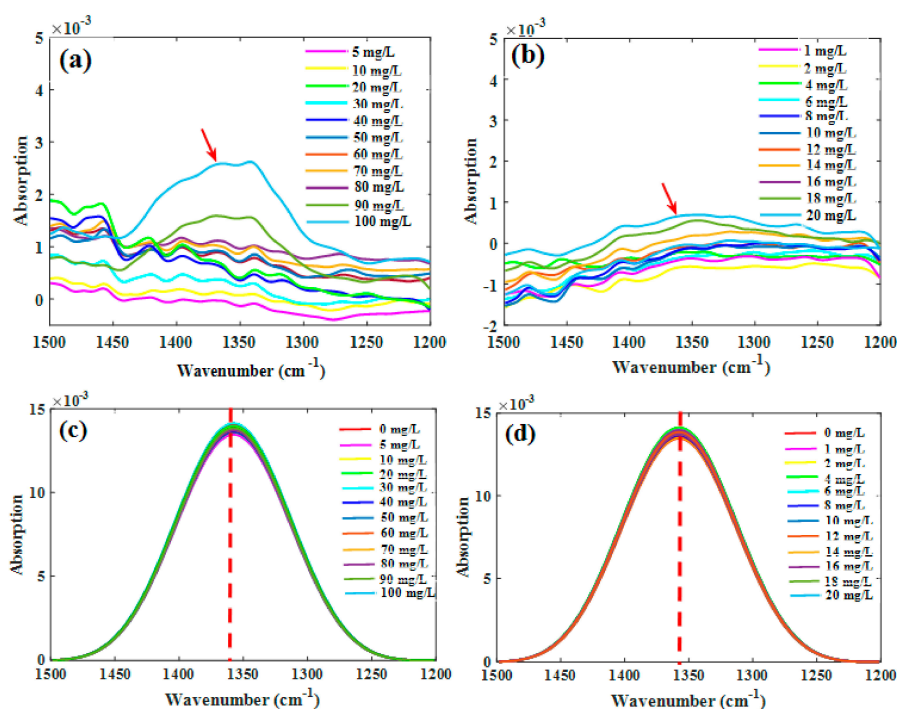 ×10⁻³
(a)
5
4
3
2
1
0
Absorption
5 mg/L
10 mg/L
20 mg/L
30 mg/L
40 mg/L
50 mg/L
60 mg/L
70 mg/L
80 mg/L
90 mg/L
100 mg/L
1500 1450 1400 1350 1300 1250 1200
Wavenumber (cm⁻¹)
×10⁻³
(b)
5
4
3
2
1
0
-1
-2
Absorption
1 mg/L
2 mg/L
4 mg/L
6 mg/L
8 mg/L
10 mg/L
12 mg/L
14 mg/L
16 mg/L
18 mg/L
20 mg/L
1500 1450 1400 1350 1300 1250 1200
Wavenumber (cm⁻¹)
×10⁻³
(c)
15
10
5
0
Absorption
0 mg/L
5 mg/L
10 mg/L
20 mg/L
30 mg/L
40 mg/L
50 mg/L
60 mg/L
70 mg/L
80 mg/L
90 mg/L
100 mg/L
1500 1450 1400 1350 1300 1250 1200
Wavenumber (cm⁻¹)
×10⁻³
(d)
15
10
5
0
Absorption
0 mg/L
1 mg/L
2 mg/L
4 mg/L
6 mg/L
8 mg/L
10 mg/L
12 mg/L
14 mg/L
16 mg/L
18 mg/L
20 mg/L
1500 1450 1400 1350 1300 1250 1200
Wavenumber (cm⁻¹)